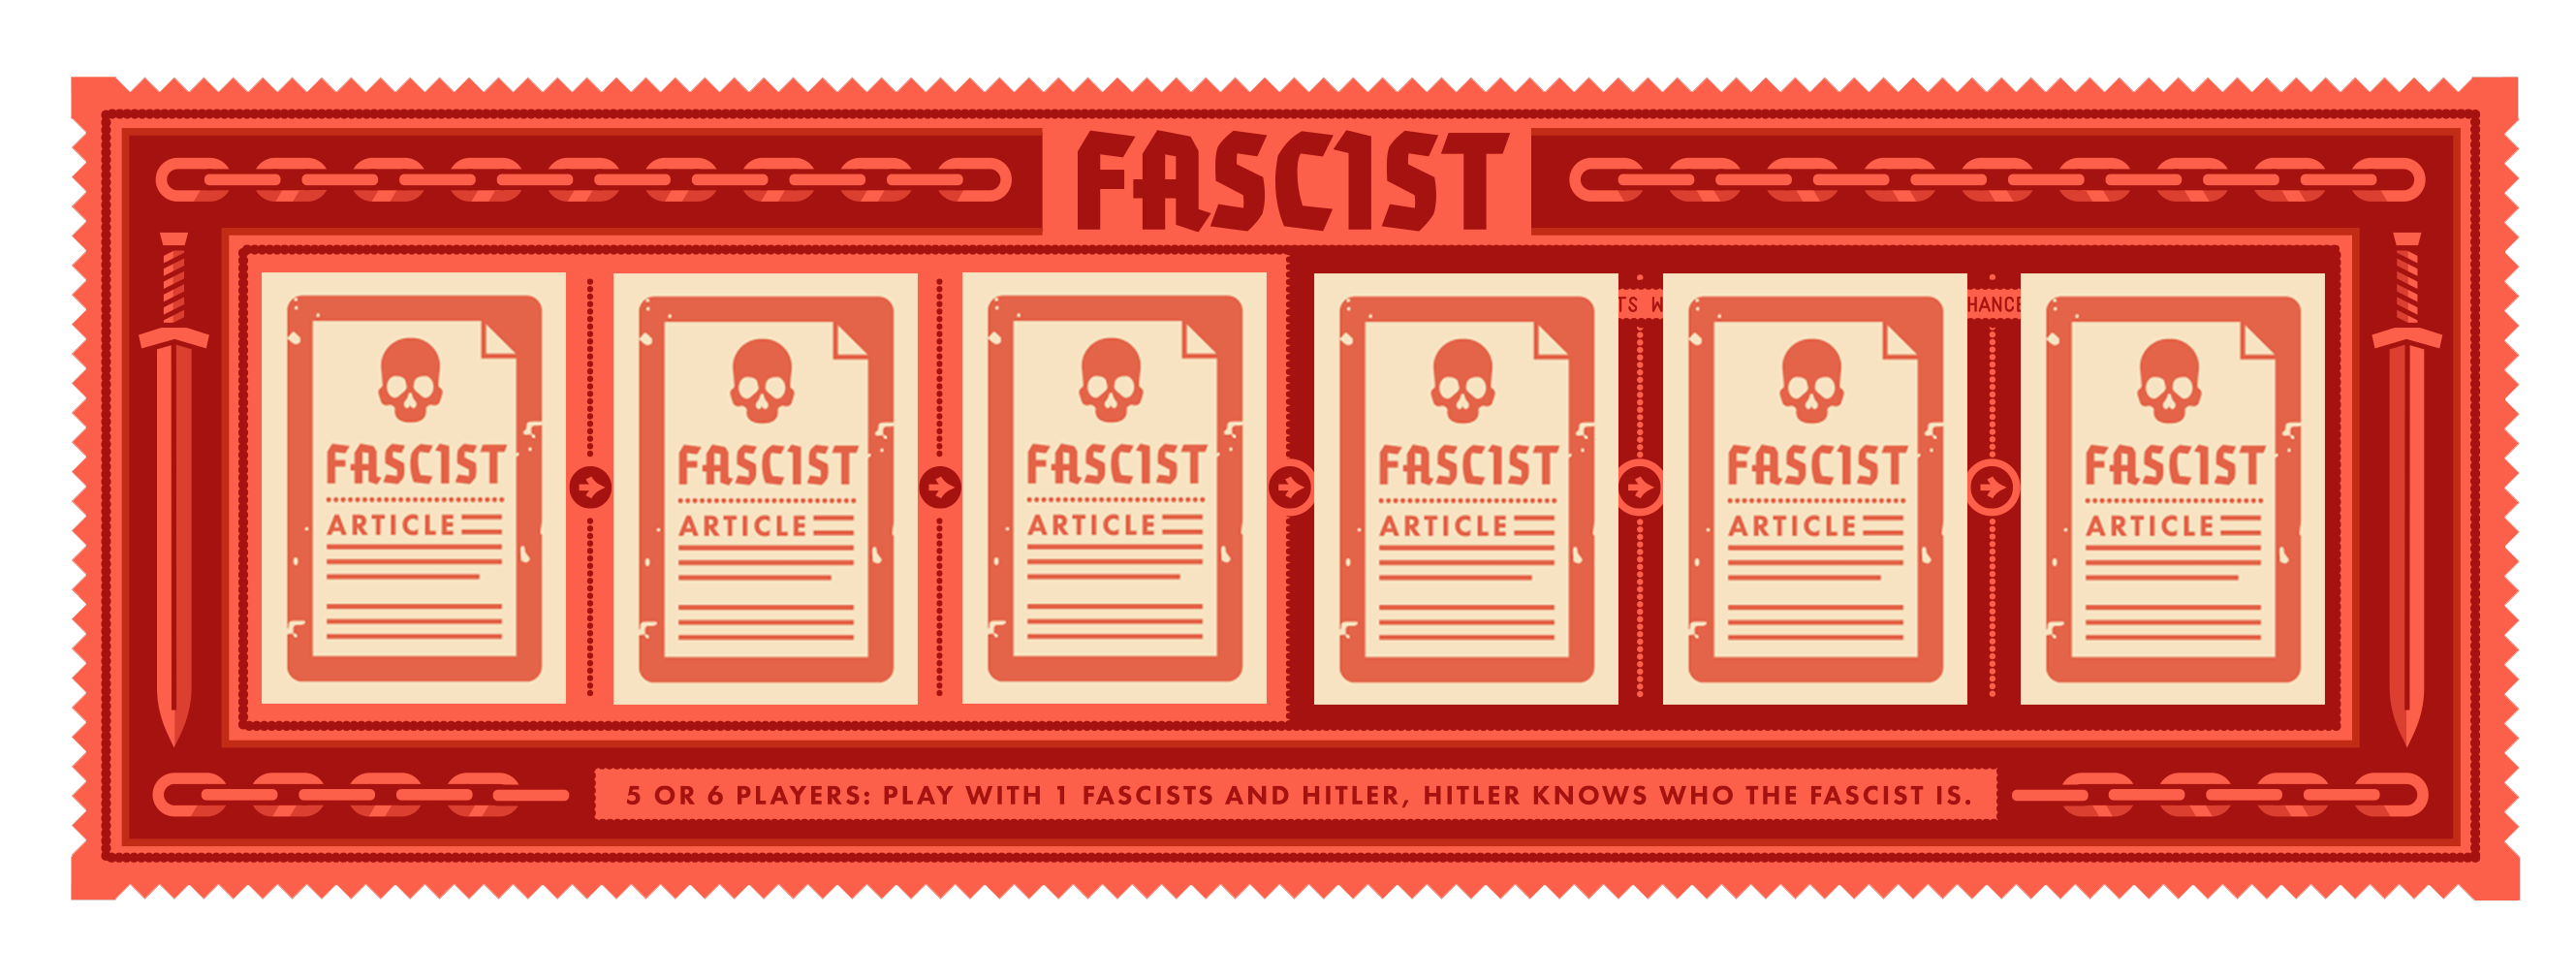 FASCIST
TS W
HANCE
FASCIST
ARTICLE
FASCIST
ARTICLE
FASCIST
ARTICLE
FASCIST
ARTICLE
FASCIST
ARTICLE
FASCIST
ARTICLE
5 OR 6 PLAYERS: PLAY WITH 1 FASCISTS AND HITLER, HITLER KNOWS WHO THE FASCIST IS.